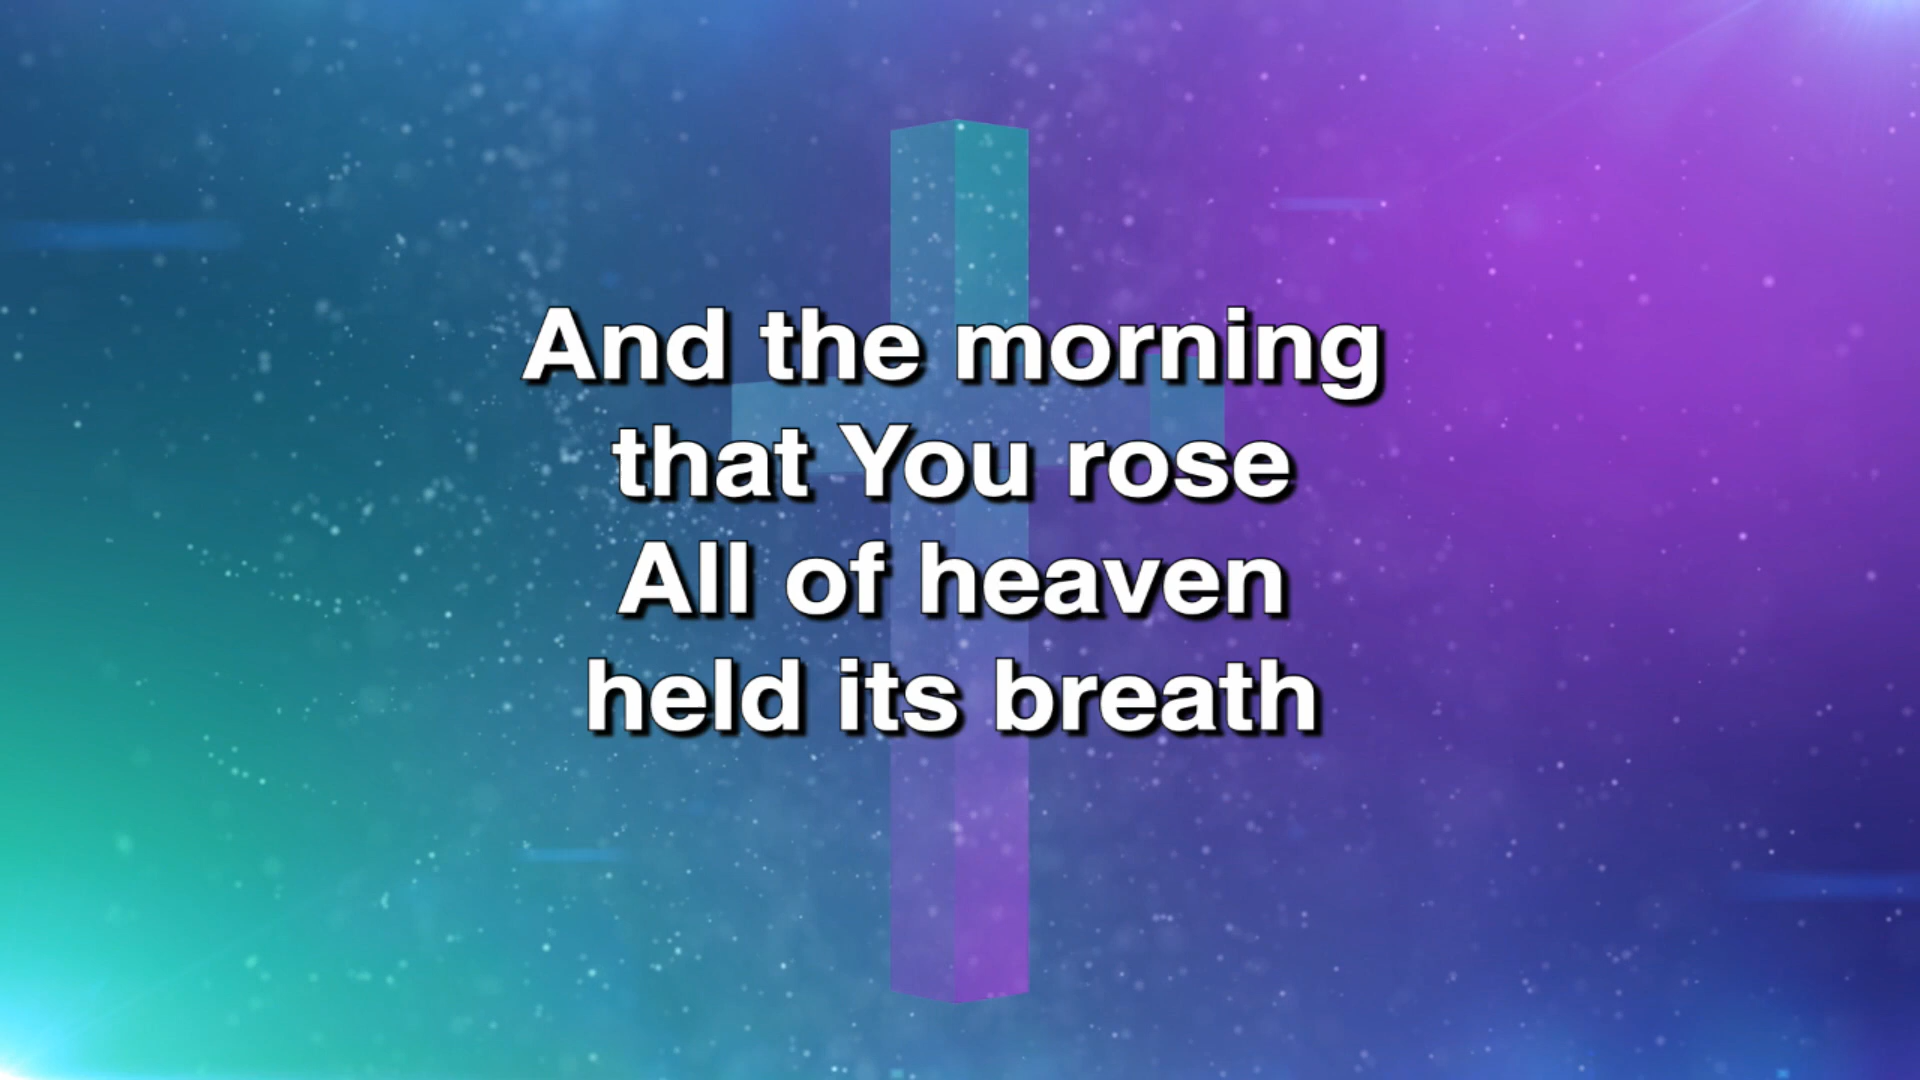 And the morning
that You rose
All of heaven
held its breath